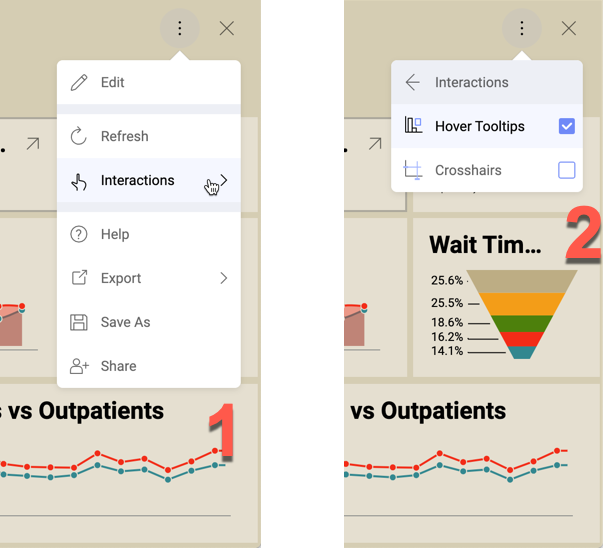 Edit
Refresh
Interactions
Help
Export
Save As
Share
vs Outpatients
1
Interactions
Hover Tooltips
Crosshairs
2
Wait Tim...
25.6%
25.5%
18.6%
16.2%
14.1%
vs Outpatients